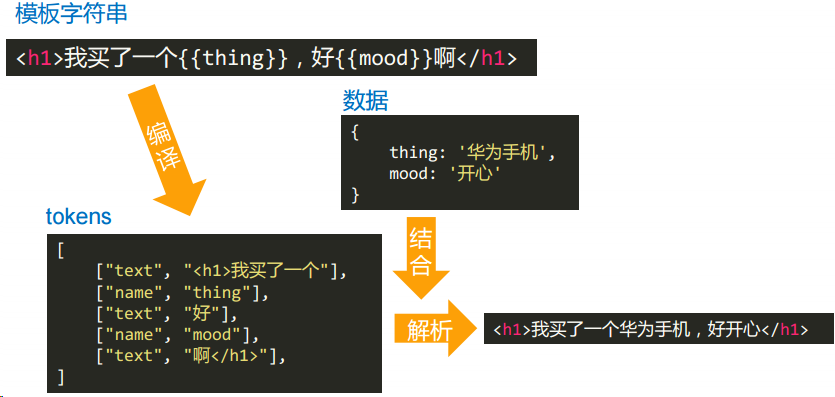 模板字符串
<h1>我买了一个{{thing}}，好{{mood}}啊</h1>
编译
数据
{
thing: '华为手机',
mood: '开心'
}
tokens
[
["text", "<h1>我买了一个"],
["name", "thing"],
["text", "好"],
["name", "mood"],
["text", "啊</h1>"],
]
结合
解析
<h1>我买了一个华为手机，好开心</h1>